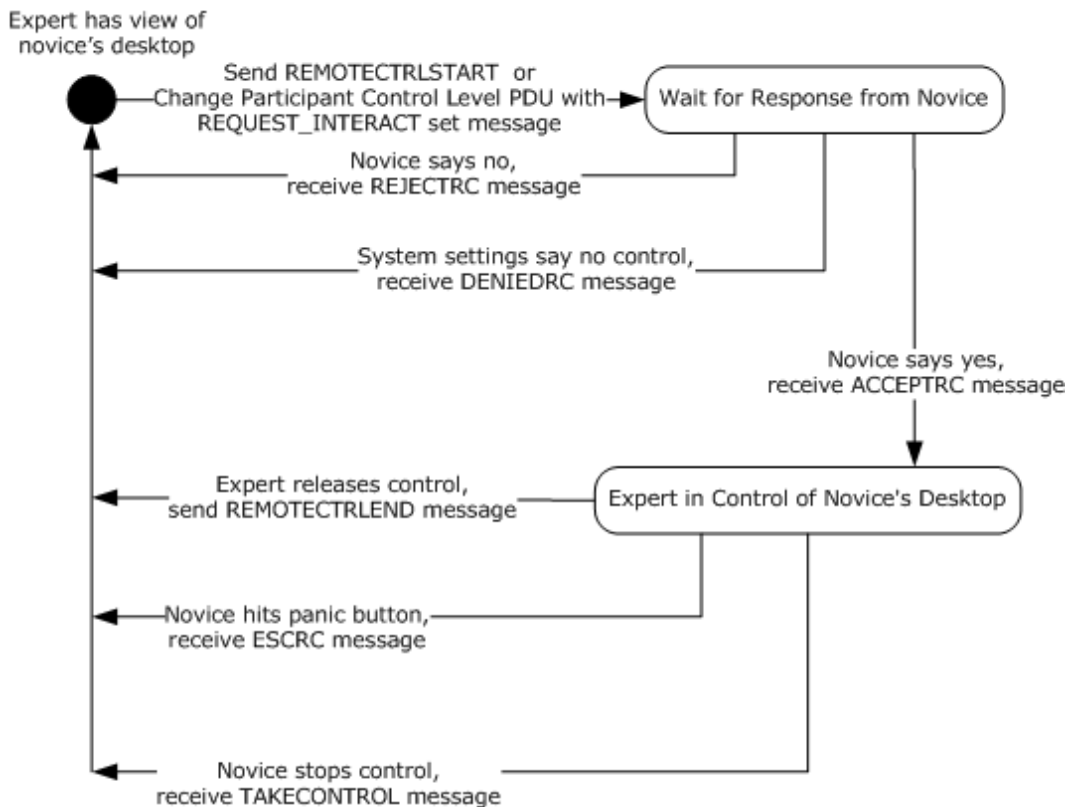 Expert has view of
novice's desktop
Send REMOTECTRLSTART or
Change Participant Control Level PDU with
REQUEST_INTERACT set message
Wait for Response from Novice
Novice says no,
receive REJECTRC message
System settings say no control,
receive DENIEDRC message
Novice says yes,
receive ACCEPTRC message
Expert releases control,
send REMOTECTRLEND message
Expert in Control of Novice's Desktop
Novice hits panic button,
receive ESCRC message
Novice stops control,
receive TAKECONTROL message